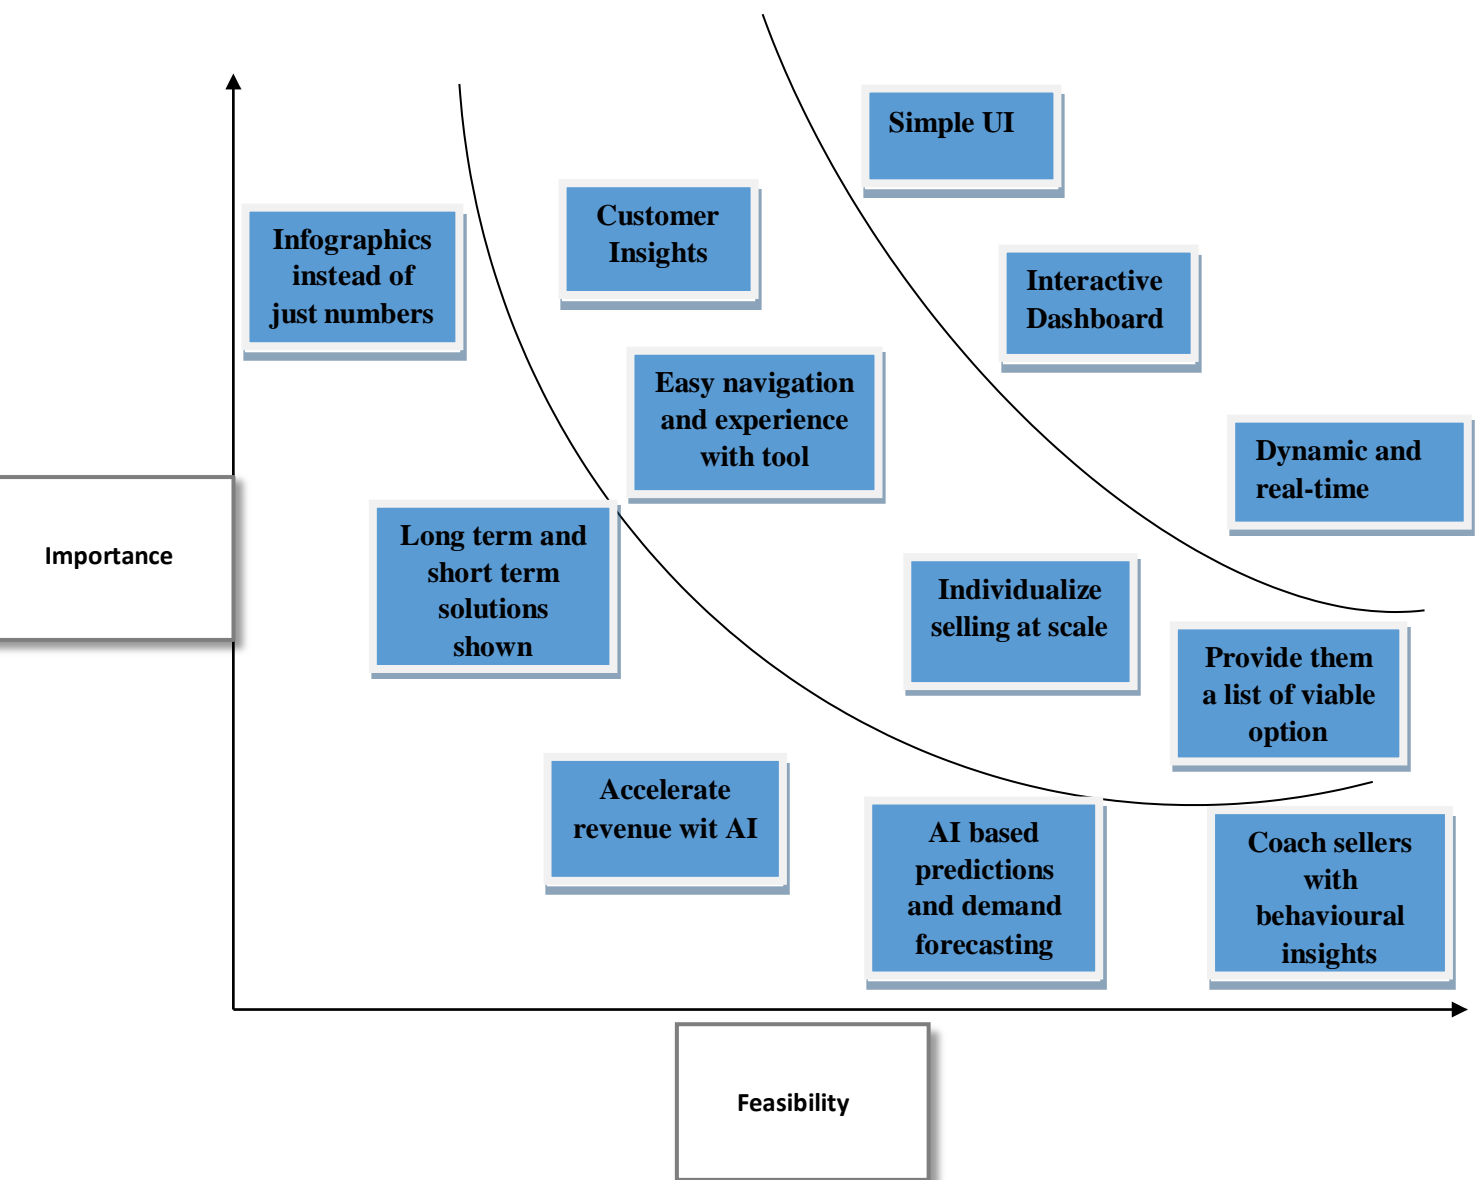 Simple UI
Customer
Insights
Infographics
instead of
just numbers
Interactive
Dashboard
Easy navigation
and experience
with tool
Dynamic and
real-time
Long term and
short term
solutions
shown
Importance
Individualize
selling at scale
Provide them
a list of viable
option
Accelerate
revenue wit AI
AI based
predictions
and demand
forecasting
Coach sellers
with
behavioural
insights
Feasibility